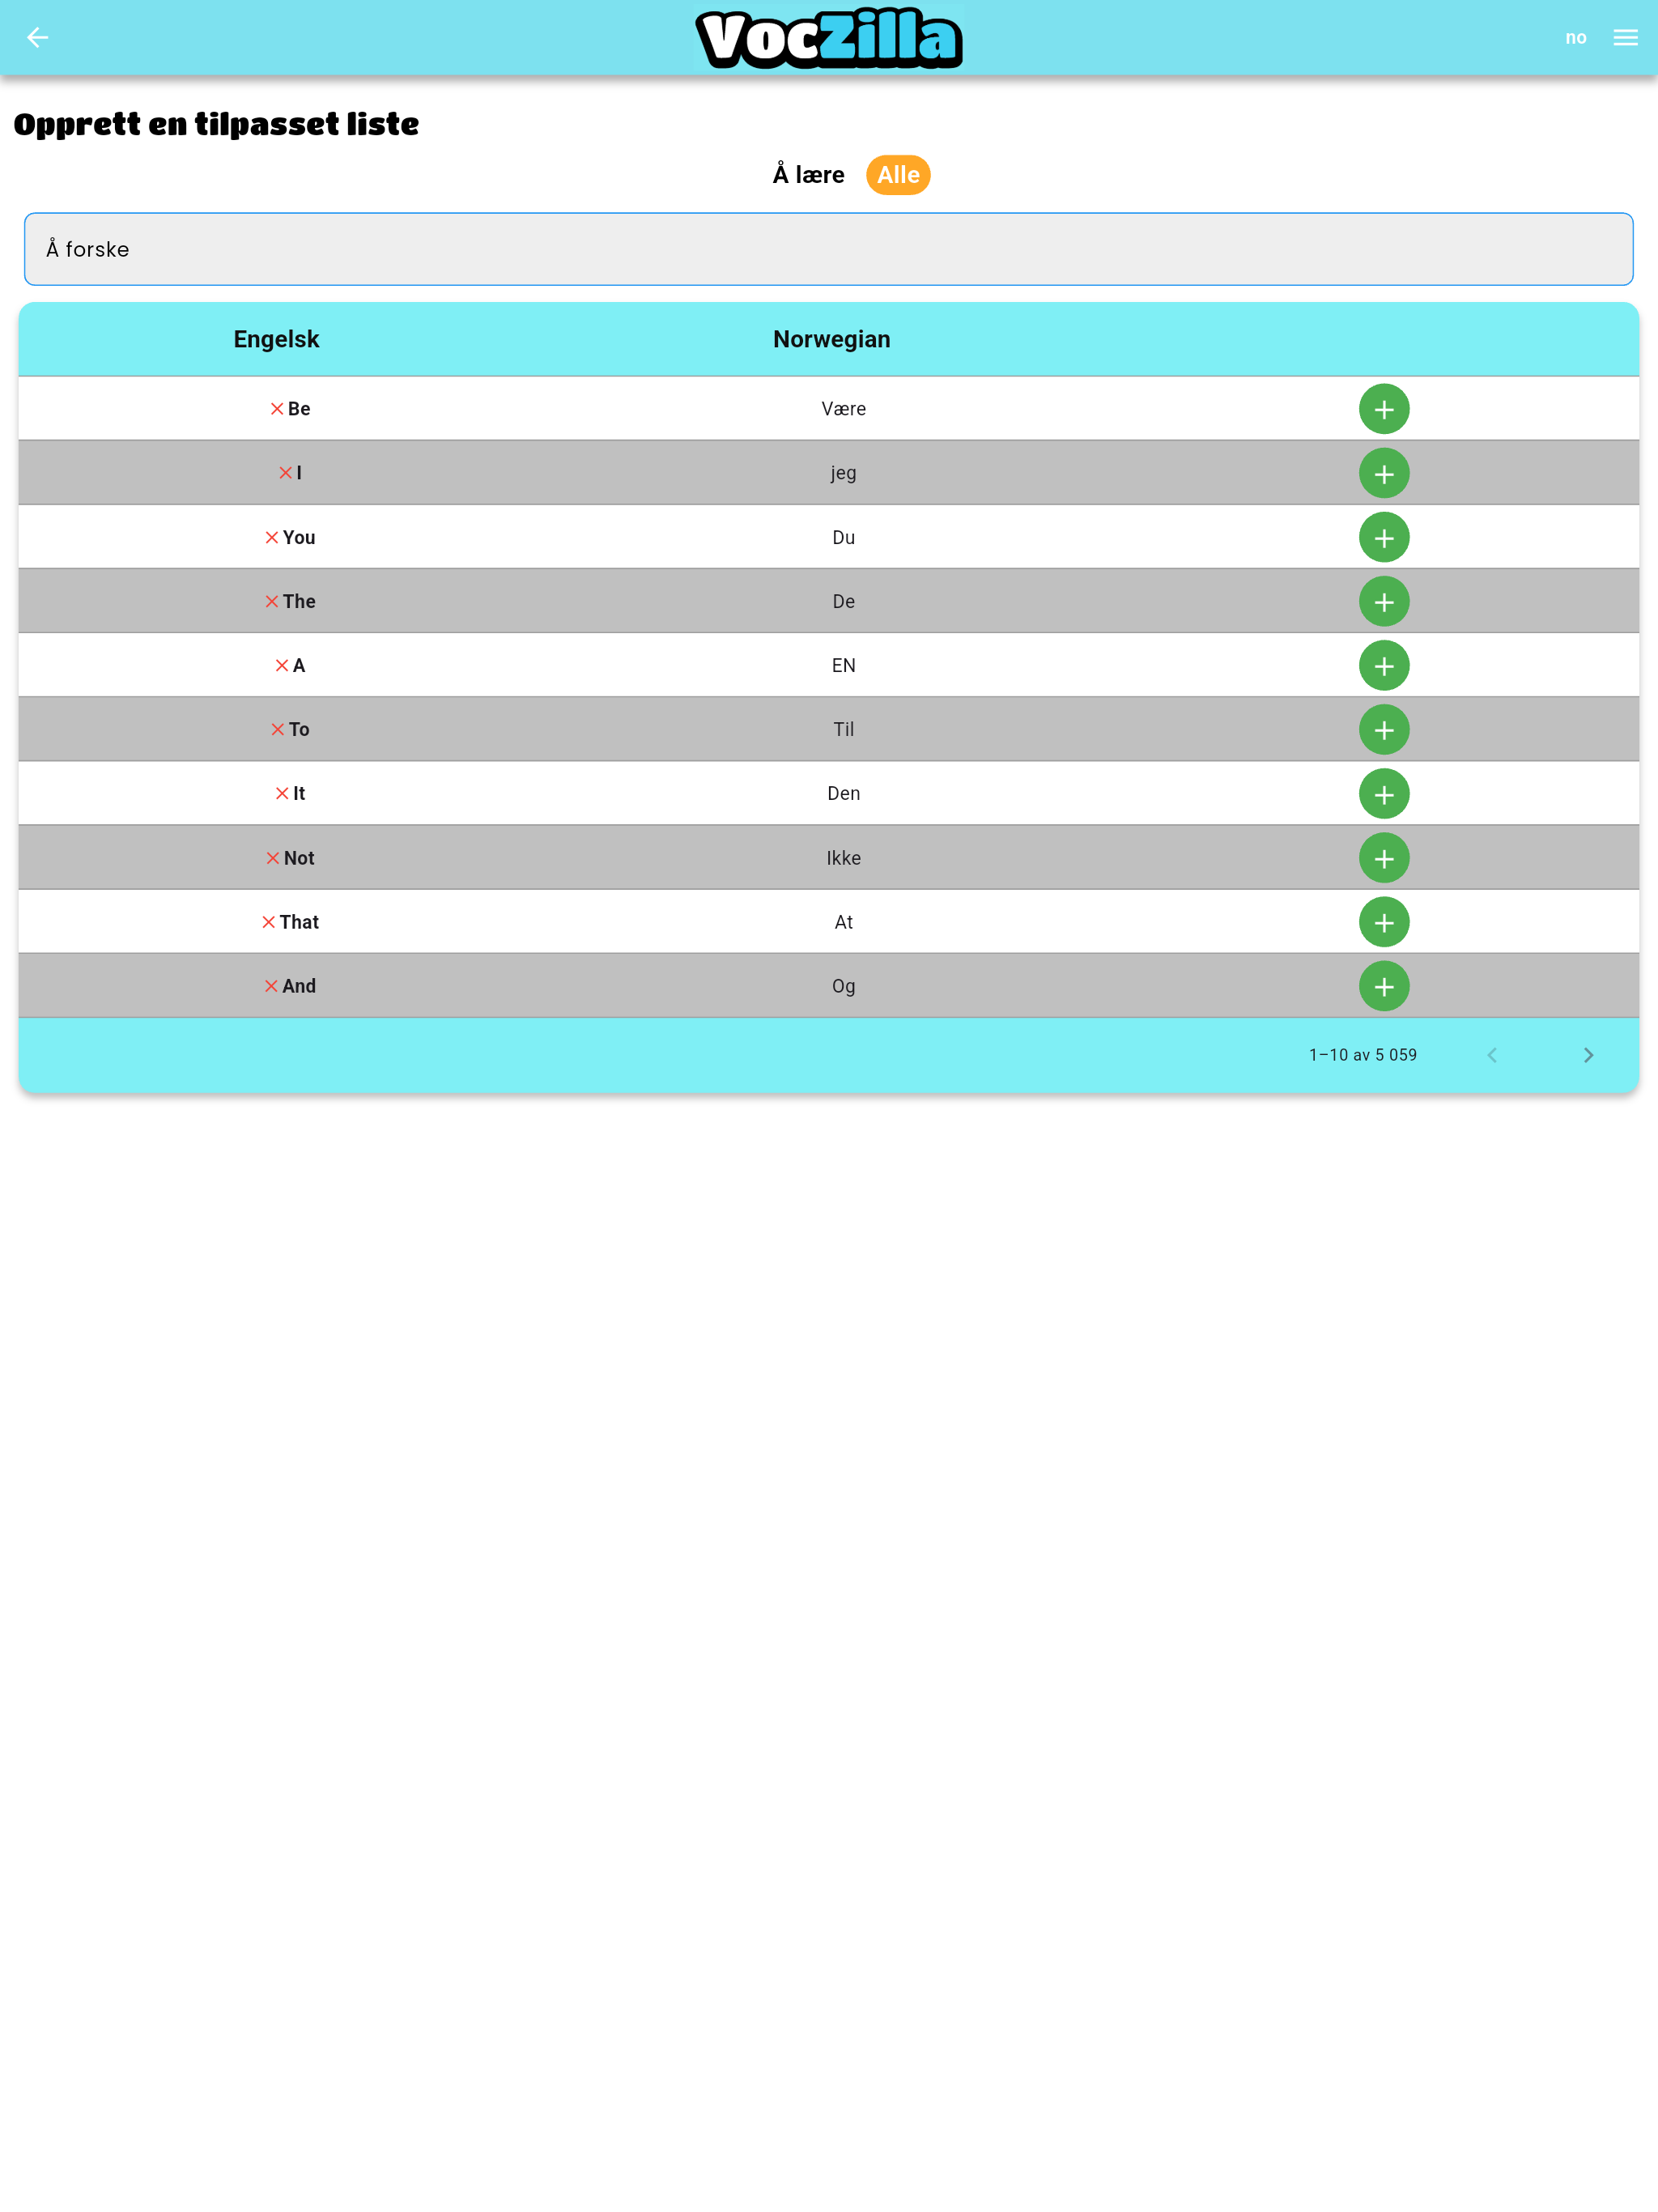 VocZilla
no
Opprett en tilpasset liste
Å lære Alle
Å forske
Engelsk Norwegian
Be Være
I jeg
You Du
The De
A EN
To Til
It Den
Not Ikke
That At
And Og
1–10 av 5 059